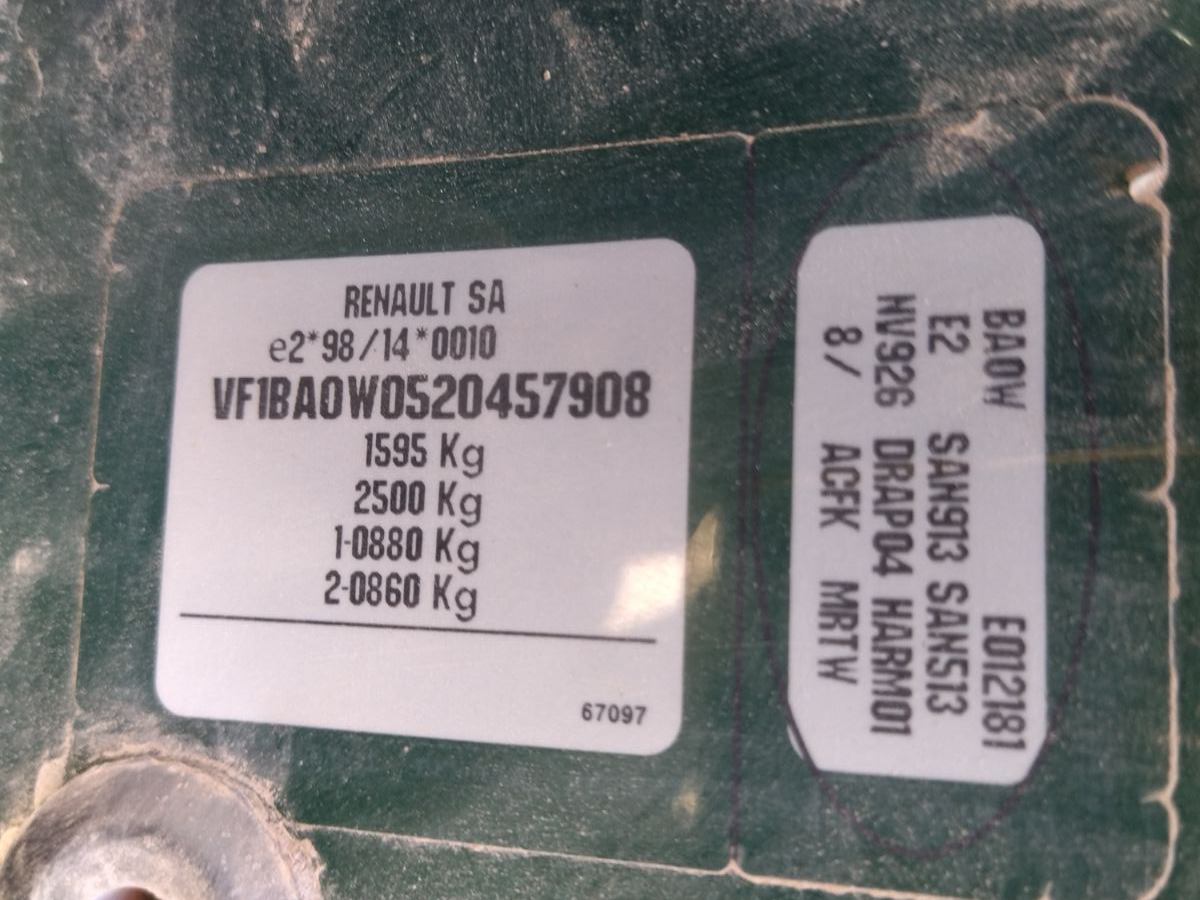 RENAULT SA
e2*98/14*0010
VF1BA0W0520457908
1595 Kg
2500 Kg
1-0880 Kg
2-0860 Kg
67097
BA0W E012181
E2 SAN913 SAN513
NV926 DRAP04 HARM01
8/ ACFK MRTW